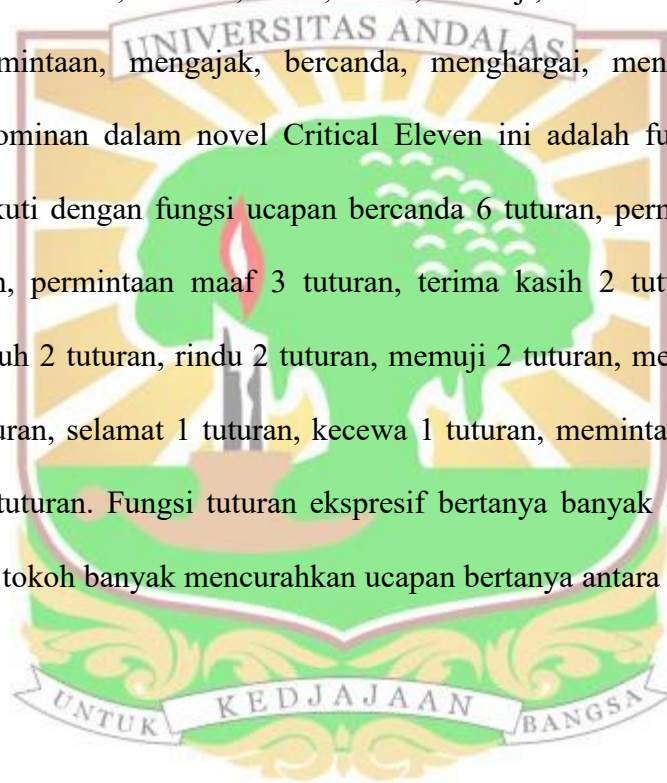 UNIVERSITAS ANDALAS
mintaan, mengajak, bercanda, menghargai, men
ominan dalam novel Critical Eleven ini adalah fu
kuti dengan fungsi ucapan bercanda 6 tuturan, perm
n, permintaan maaf 3 tuturan, terima kasih 2 tut
uh 2 tuturan, rindu 2 tuturan, memuji 2 tuturan, me
uran, selamat 1 tuturan, kecewa 1 tuturan, meminta
tuturan. Fungsi tuturan ekspresif bertanya banyak
tokoh banyak mencurahkan ucapan bertanya antara
UNTUK KEDJAJAAN BANGSA